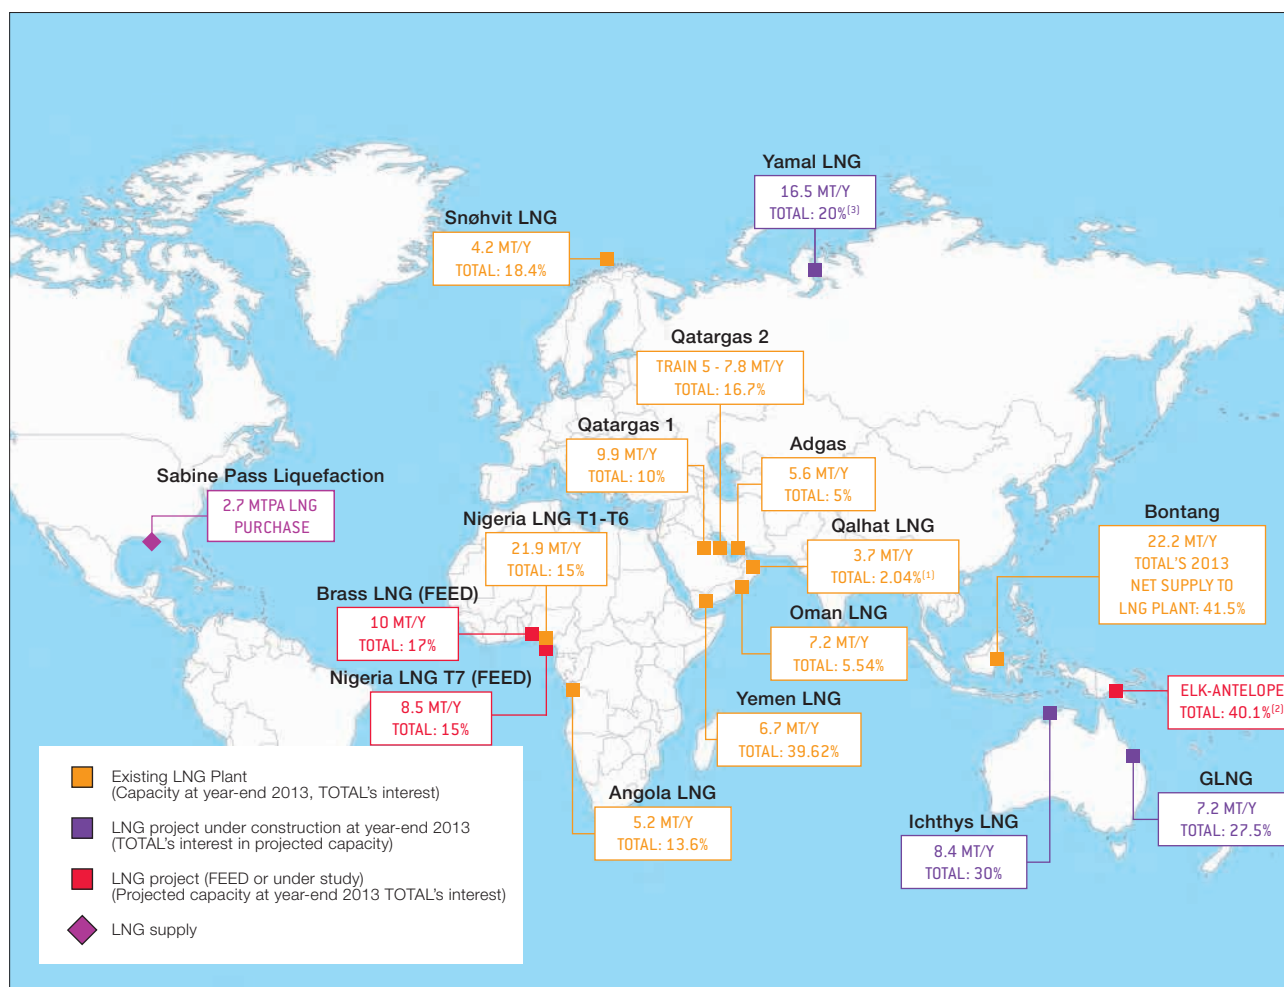 Yamal LNG
16.5 MT/Y
TOTAL: 20%(3)
Snøhvit LNG
4.2 MT/Y
TOTAL: 18.4%
Qatargas 2
TRAIN 5 - 7.8 MT/Y
TOTAL: 16.7%
Qatargas 1
9.9 MT/Y
TOTAL: 10%
Adgas
5.6 MT/Y
TOTAL: 5%
Sabine Pass Liquefaction
2.7 MTPA LNG
PURCHASE
Nigeria LNG T1-T6
21.9 MT/Y
TOTAL: 15%
Qalhat LNG
3.7 MT/Y
TOTAL: 2.04%(1)
Bontang
22.2 MT/Y
TOTAL'S 2013
NET SUPPLY TO
LNG PLANT: 41.5%
Brass LNG (FEED)
10 MT/Y
TOTAL: 17%
Oman LNG
7.2 MT/Y
TOTAL: 5.54%
Nigeria LNG T7 (FEED)
8.5 MT/Y
TOTAL: 15%
Yemen LNG
6.7 MT/Y
TOTAL: 39.62%
ELK-ANTELOPE
TOTAL: 40.1%(2)
Angola LNG
5.2 MT/Y
TOTAL: 13.6%
GLNG
7.2 MT/Y
TOTAL: 27.5%
Ichthys LNG
8.4 MT/Y
TOTAL: 30%
Existing LNG Plant
(Capacity at year-end 2013, TOTAL's interest)
LNG project under construction at year-end 2013
(TOTAL's interest in projected capacity)
LNG project (FEED or under study)
(Projected capacity at year-end 2013 TOTAL's interest)
LNG supply